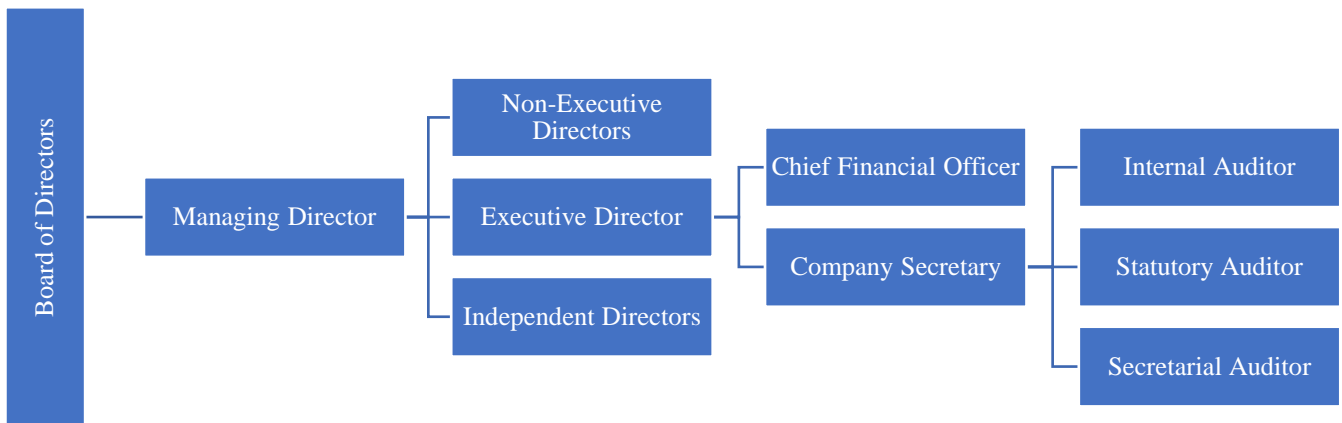 Board of Directors
Managing Director
Non-Executive
Directors
Executive Director
Independent Directors
Chief Financial Officer
Company Secretary
Internal Auditor
Statutory Auditor
Secretarial Auditor